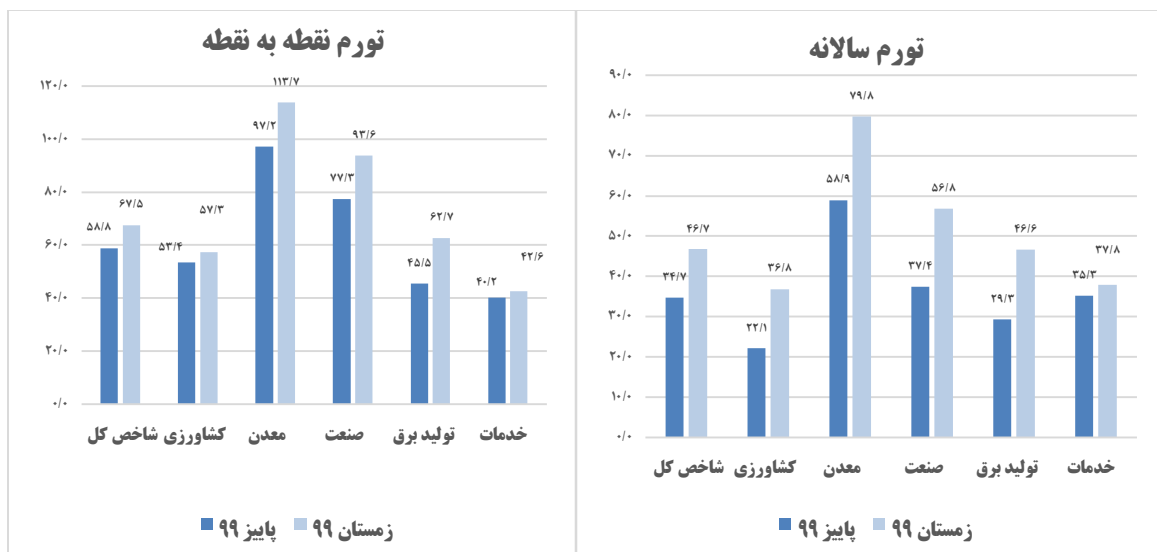 تورم نقطه به نقطه
۱۲۰/۰
۱۰۰/۰
۸۰/۰
۶۰/۰
۴۰/۰
۲۰/۰
۰/۰
۵۸/۸
۶۷/۵
۵۳/۴
۵۷/۳
۹۷/۲
۱۱۳/۷
۷۷/۳
۹۳/۶
۴۵/۵
۶۲/۷
۴۰/۲
۴۲/۶
شاخص کل
کشاورزی
معدن
صنعت
تولید برق
خدمات
پاییز ۹۹
زمستان ۹۹
تورم سالانه
۹۰/۰
۸۰/۰
۷۰/۰
۶۰/۰
۵۰/۰
۴۰/۰
۳۰/۰
۲۰/۰
۱۰/۰
۰/۰
۳۴/۷
۴۶/۷
۲۲/۱
۳۶/۸
۵۸/۹
۷۹/۸
۳۷/۴
۵۶/۸
۲۹/۳
۴۶/۶
۳۵/۳
۳۷/۸
شاخص کل
کشاورزی
معدن
صنعت
تولید برق
خدمات
پاییز ۹۹
زمستان ۹۹